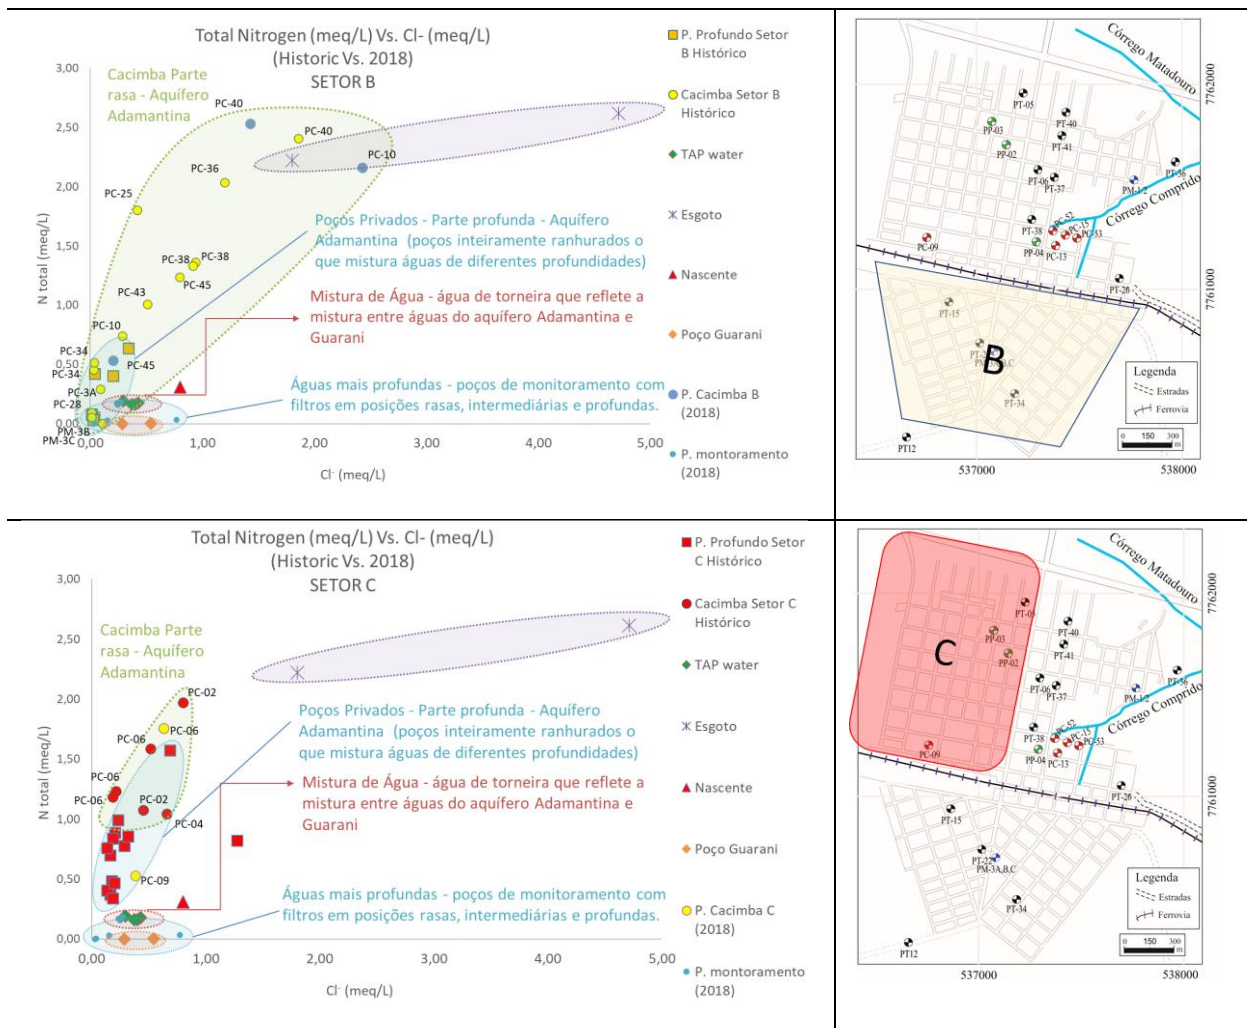 Total Nitrogen (meq/L) Vs. Cl- (meq/L)
(Historic Vs. 2018)
SETOR B
3,00
2,50
2,00
1,50
1,00
0,50
0,00
N total (meq/L)
0,00
1,00
2,00
3,00
4,00
5,00
Cl⁻ (meq/L)
Cacimba Parte
rasa - Aquífero
Adamantina
PC-40
PC-40
PC-10
PC-36
PC-25
PC-38
PC-38
PC-45
PC-43
PC-10
PC-34
PC-45
PC-34
PC-3A
PC-28
PM-3B
PM-3C
Poços Privados - Parte profunda - Aquífero
Adamantina (poços inteiramente ranhurados o
que mistura águas de diferentes profundidades)
Mistura de Água - água de torneira que reflete a
mistura entre águas do aquífero Adamantina e
Guarani
Águas mais profundas - poços de monitoramento com
filtros em posições rasas, intermediárias e profundas.
P. Profundo Setor
B Histórico
Cacimba Setor B
Histórico
TAP water
Esgoto
Nascente
Poço Guarani
P. Cacimba B
(2018)
P. montoramento
(2018)
Córrego Matadouro
Córrego Comprido
7762000
7761000
PT-05
PT-40
PP-03
PT-41
PP-02
PT-06
PT-37
PT-36
PM-1/2
PT-38
PC-52
PC-15
PC-53
PC-09
PP-04
PC-13
PT-28
PT-15
B
PT-34
PT12
Legenda
Estradas
Ferrovia
0 150 300
m
537000
538000
Total Nitrogen (meq/L) Vs. Cl- (meq/L)
(Historic Vs. 2018)
SETOR C
3,00
2,50
2,00
1,50
1,00
0,50
0,00
N total (meq/L)
0,00
1,00
2,00
3,00
4,00
5,00
Cl⁻ (meq/L)
Cacimba Parte
rasa - Aquífero
Adamantina
PC-02
PC-06
PC-06
PC-06
PC-06
PC-02
PC-04
PC-09
Poços Privados - Parte profunda - Aquífero
Adamantina (poços inteiramente ranhurados o
que mistura águas de diferentes profundidades)
Mistura de Água - água de torneira que reflete a
mistura entre águas do aquífero Adamantina e
Guarani
Águas mais profundas - poços de monitoramento com
filtros em posições rasas, intermediárias e profundas.
P. Profundo Setor
C Histórico
Cacimba Setor C
Histórico
TAP water
Esgoto
Nascente
Poço Guarani
P. Cacimba C
(2018)
P. montoramento
(2018)
Córrego Matadouro
Córrego Comprido
7762000
7761000
PT-05
PT-40
PP-03
PT-41
PP-02
C
PT-06
PT-37
PT-36
PM-1/2
PT-38
PC-52
PC-15
PC-53
PC-09
PP-04
PC-13
PT-28
PT-15
PT-22
PM-3A,B,C
PT-34
PT12
Legenda
Estradas
Ferrovia
0 150 300
m
537000
538000